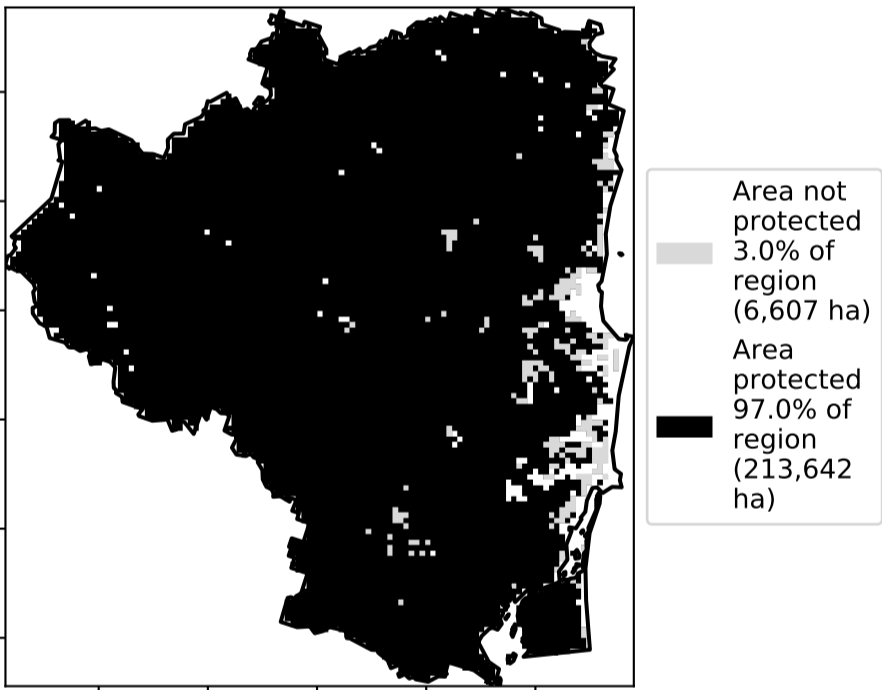 Area not
protected
3.0% of
region
(6,607 ha)
Area
protected
97.0% of
region
(213,642
ha)